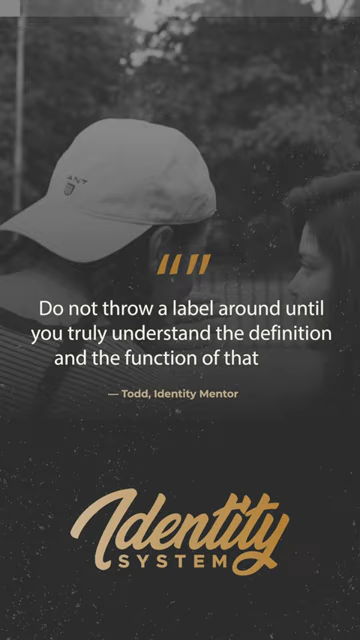 GANT
““
Do not throw a label around until
you truly understand the definition
and the function of that
— Todd, Identity Mentor
Identity
SYSTEM